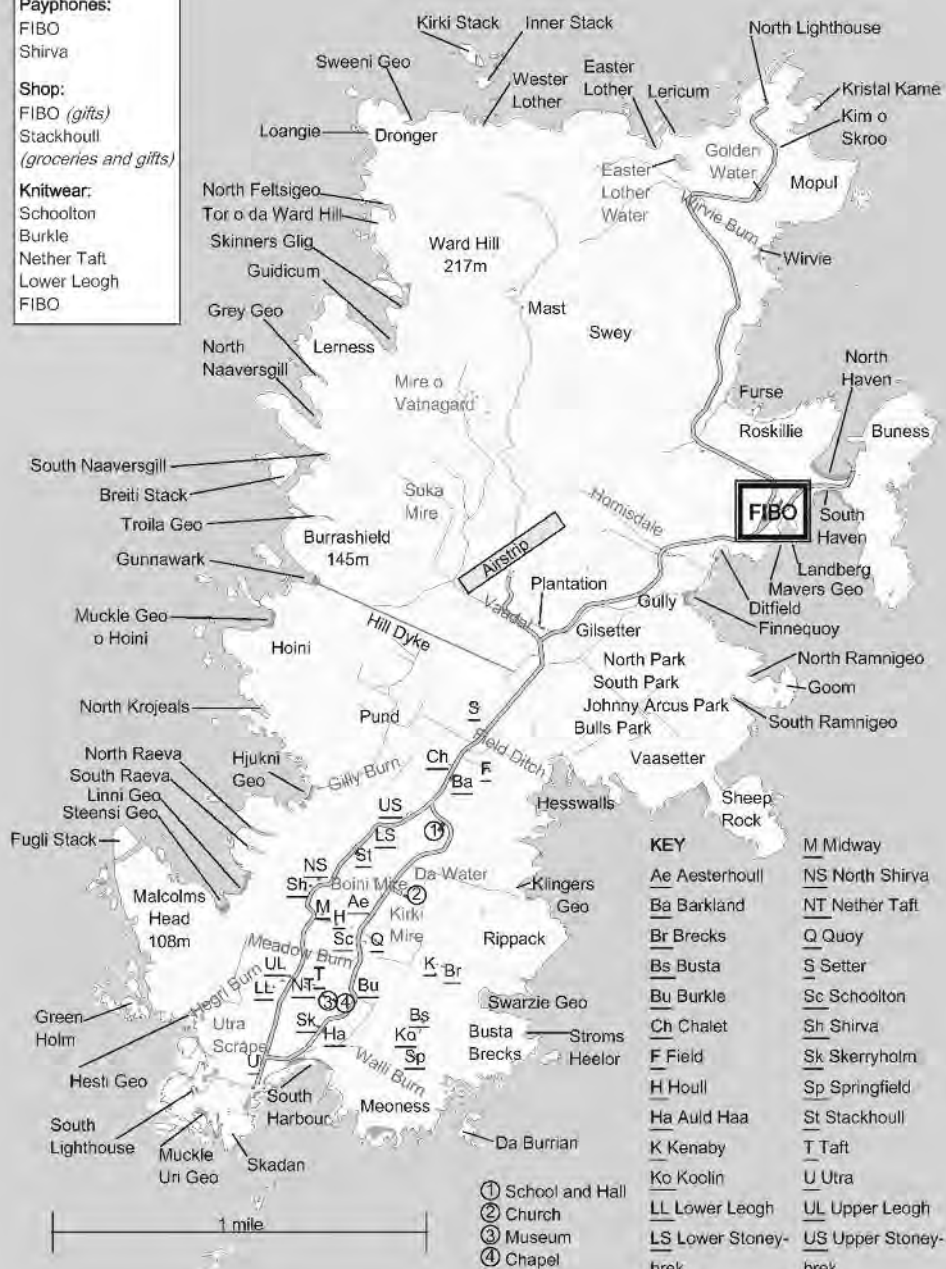 Payphones:
FIBO
Shirva
Shop:
FIBO (gifts)
Stackhoull
(groceries and gifts)
Knitwear:
Schoolton
Burkle
Nether Taft
Lower Leogh
FIBO
Kirki Stack
Inner Stack
North Lighthouse
Sweeni Geo
Wester
Lother
Easter
Lother
Lericum
Kristal Kame
Kim o
Skroo
Loangie
Dronger
Golden
Water
Easter
Lother
Water
Mopul
North Feltsigeo
Tor o da Ward Hill
Wirvie Burn
Skinners Glig
Ward Hill
217m
Wirvie
Guidicum
Mast
Swey
Grey Geo
Lerness
North
Naaversgill
North
Haven
Mire o
Vatnagard
Furse
Roskillie
Buness
South Naaversgill
Breiti Stack
Suka
Mire
Homisdale
FIBO
South
Haven
Troila Geo
Burrashield
145m
Airstrip
Gunnawark
Plantation
Landberg
Mavers Geo
Ditfield
Finnequoy
Gully
Vaadal
Muckle Geo
o Hoini
Hill Dyke
Gilsetter
Hoini
North Park
South Park
Johnny Arcus Park
Bulls Park
North Ramnigeo
Goorn
South Ramnigeo
North Krojeals
Pund
S
Field Ditch
Vaasetter
North Raeva
South Raeva
Linni Geo
Steensi Geo
Hjukni
Geo
Gilly Burn
Ch
F
Ba
Hesswalls
Sheep
Rock
US
LS
1
Fugli Stack
St
NS
Sh
Boini Mire
Da Water
2
Klingers
Geo
Malcolms
Head
108m
M
Ae
H
Kirki
Mire
Sc
Q
Rippack
Meadow Burn
UL
T
K
Br
LL
NT
3
4
Bu
Hegri Burn
Swarzie Geo
Green
Holm
Sk
Bs
Utra
Scrape
Ha
Ko
Sp
Busta
Brecks
Stroms
Heelor
Hesti Geo
U
Walli Burn
South
Harbour
Meoness
South
Lighthouse
Muckle
Uri Geo
Skadan
Da Burrian
1 mile
1 School and Hall
2 Church
3 Museum
4 Chapel
KEY
Ae Aesterhoull
Ba Barkland
Br Brecks
Bs Busta
Bu Burkle
Ch Chalet
F Field
H Houll
Ha Auld Haa
K Kenaby
Ko Koolin
LL Lower Leogh
LS Lower Stoney-
brek
M Midway
NS North Shirva
NT Nether Taft
Q Quoy
S Setter
Sc Schoolton
Sh Shirva
Sk Skerryholm
Sp Springfield
St Stackhoull
T Taft
U Utra
UL Upper Leogh
US Upper Stoney-
brek